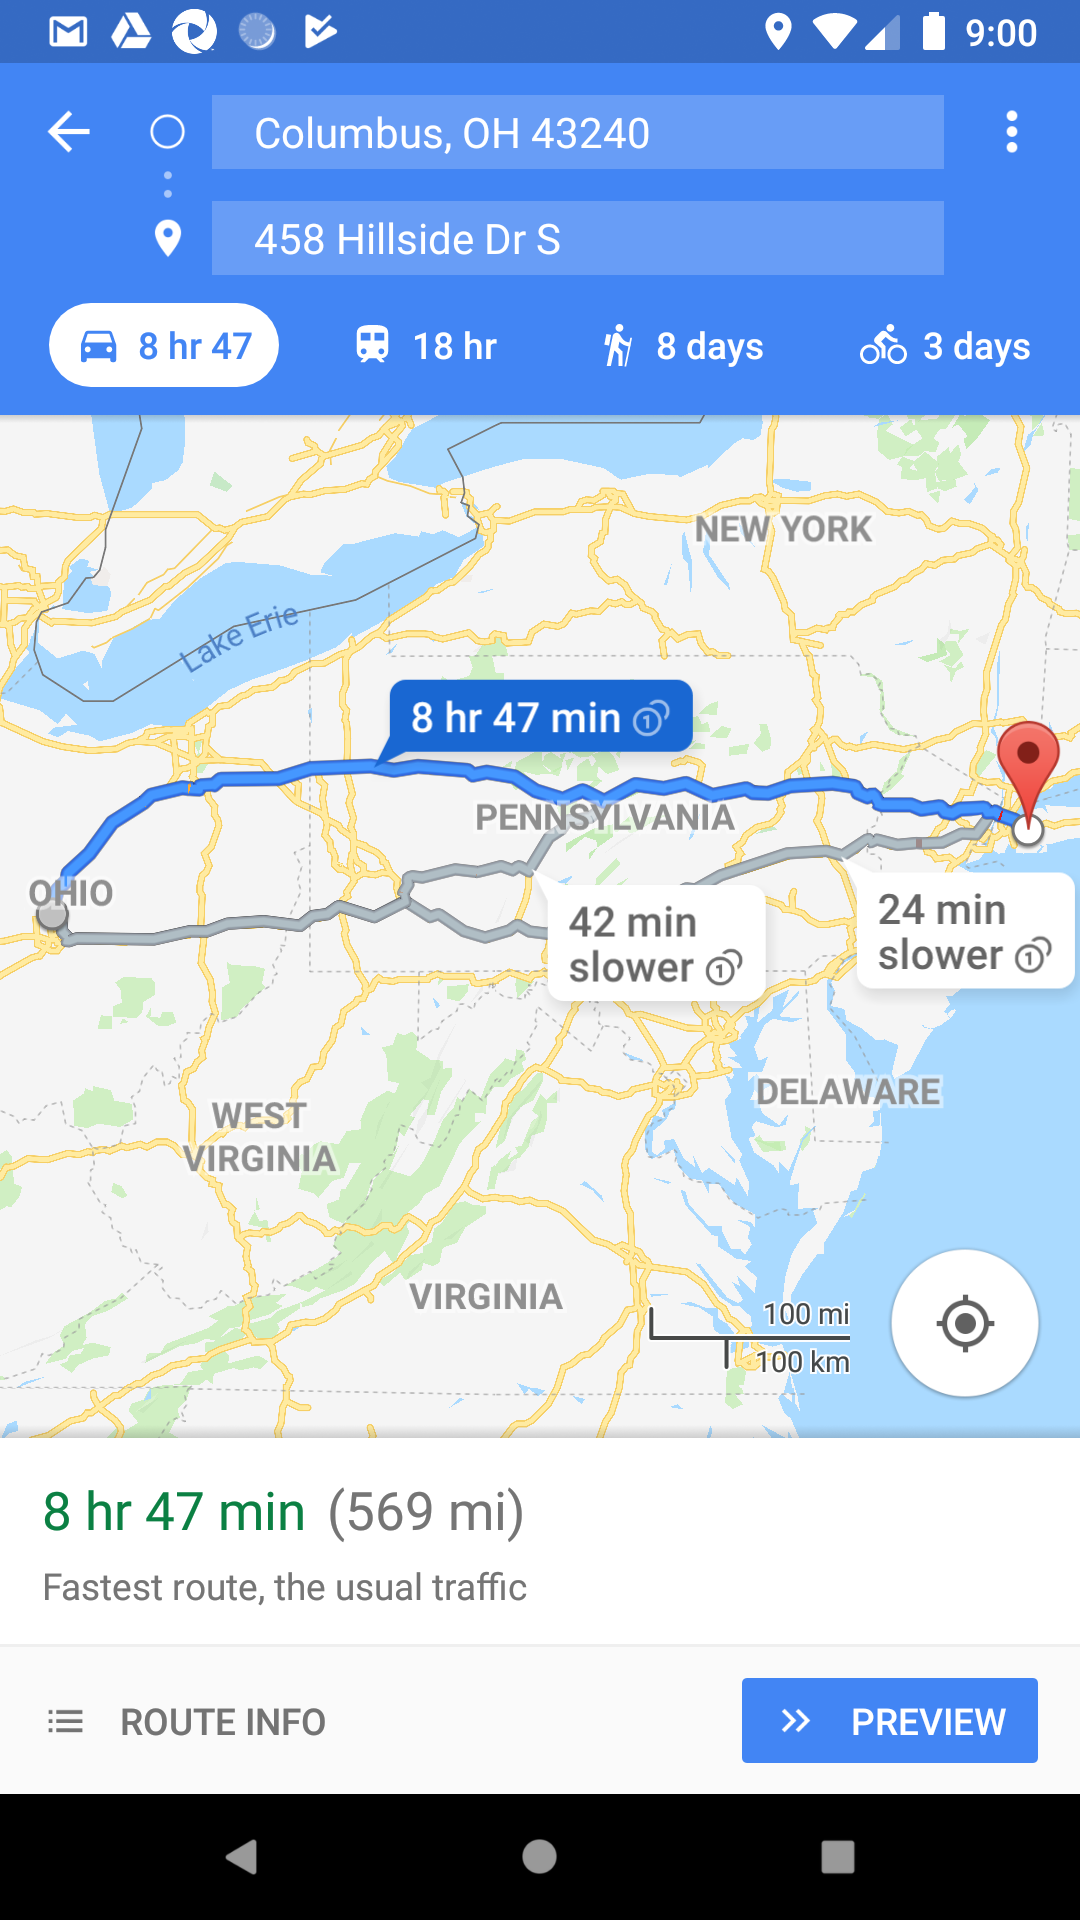 9:00
Columbus, OH 43240
458 Hillside Dr S
8 hr 47
18 hr
8 days
3 days
NEW YORK
Lake Erie
8 hr 47 min
PENNSYLVANIA
OHIO
42 min
slower
24 min
slower
DELAWARE
WEST
VIRGINIA
VIRGINIA
100 mi
100 km
8 hr 47 min (569 mi)
Fastest route, the usual traffic
ROUTE INFO
PREVIEW